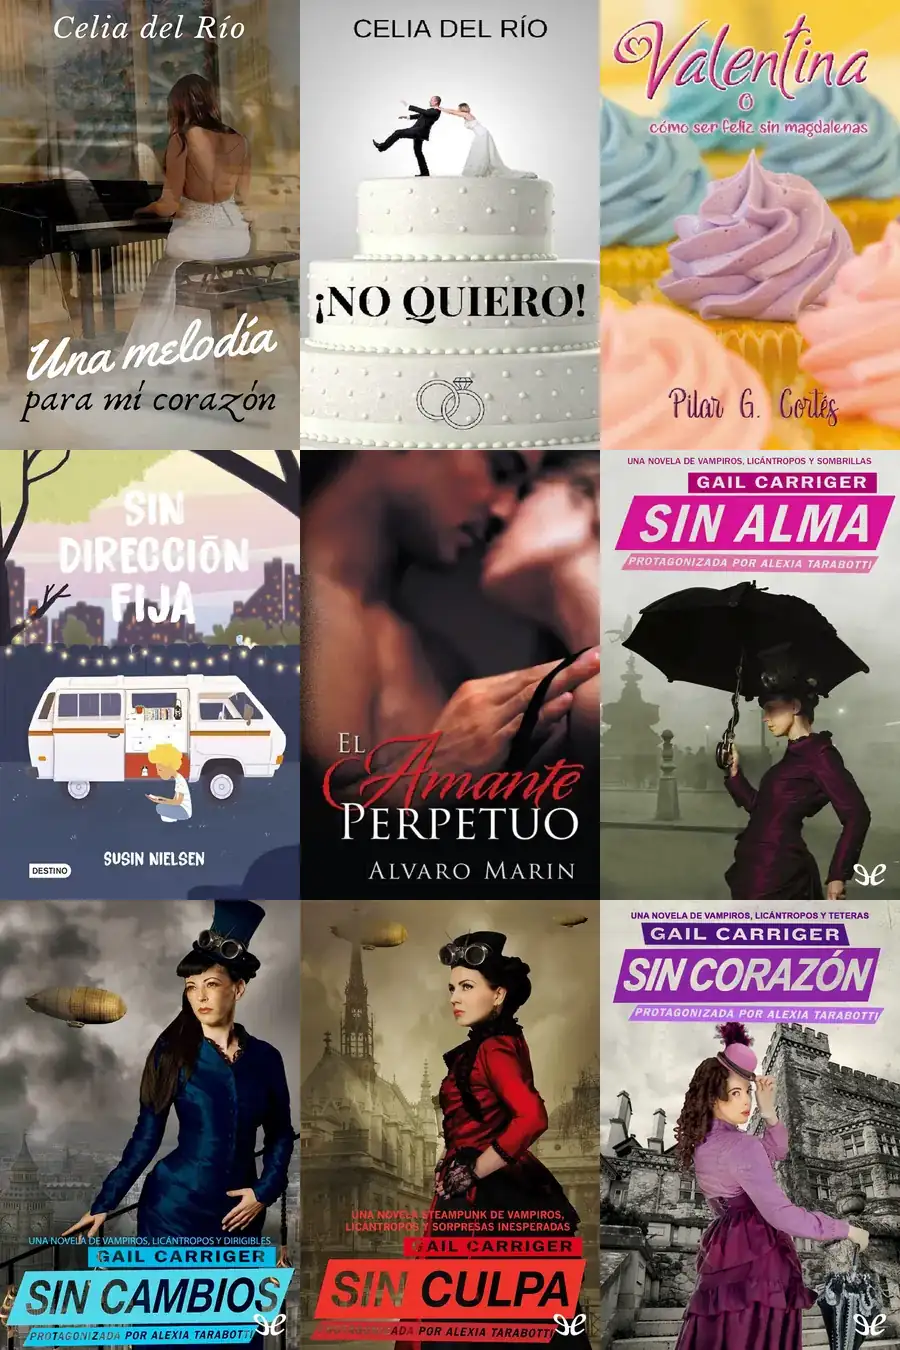 Celia del Río
Una melodía
para mi corazón
CELIA DEL RÍO
¡NO QUIERO!
Valentina
O
cómo ser feliz sin magdalenas
Pilar G. Cortés
SIN
DIRECCIÓN
FIJA
SUSIN NIELSEN
DESTINO
EL
Amante
PERPETUO
ALVARO MARIN
UNA NOVELA DE VAMPIROS, LICÁNTROPOS Y SOMBRILLAS
GAIL CARRIGER
SIN ALMA
PROTAGONIZADA POR ALEXIA TARABOTTI
UNA NOVELA DE VAMPIROS, LICÁNTROPOS Y DIRIGIBLES
GAIL CARRIGER
SIN CAMBIOS
PROTAGONIZADA POR ALEXIA TARABOTTI
UNA NOVELA STEAMPUNK DE VAMPIROS,
LICÁNTROPOS Y SORPRESAS INESPERADAS
GAIL CARRIGER
SIN CULPA
PROTAGONIZADA POR ALEXIA TARABOTTI
UNA NOVELA DE VAMPIROS, LICÁNTROPOS Y TETERAS
GAIL CARRIGER
SIN CORAZÓN
PROTAGONIZADA POR ALEXIA TARABOTTI